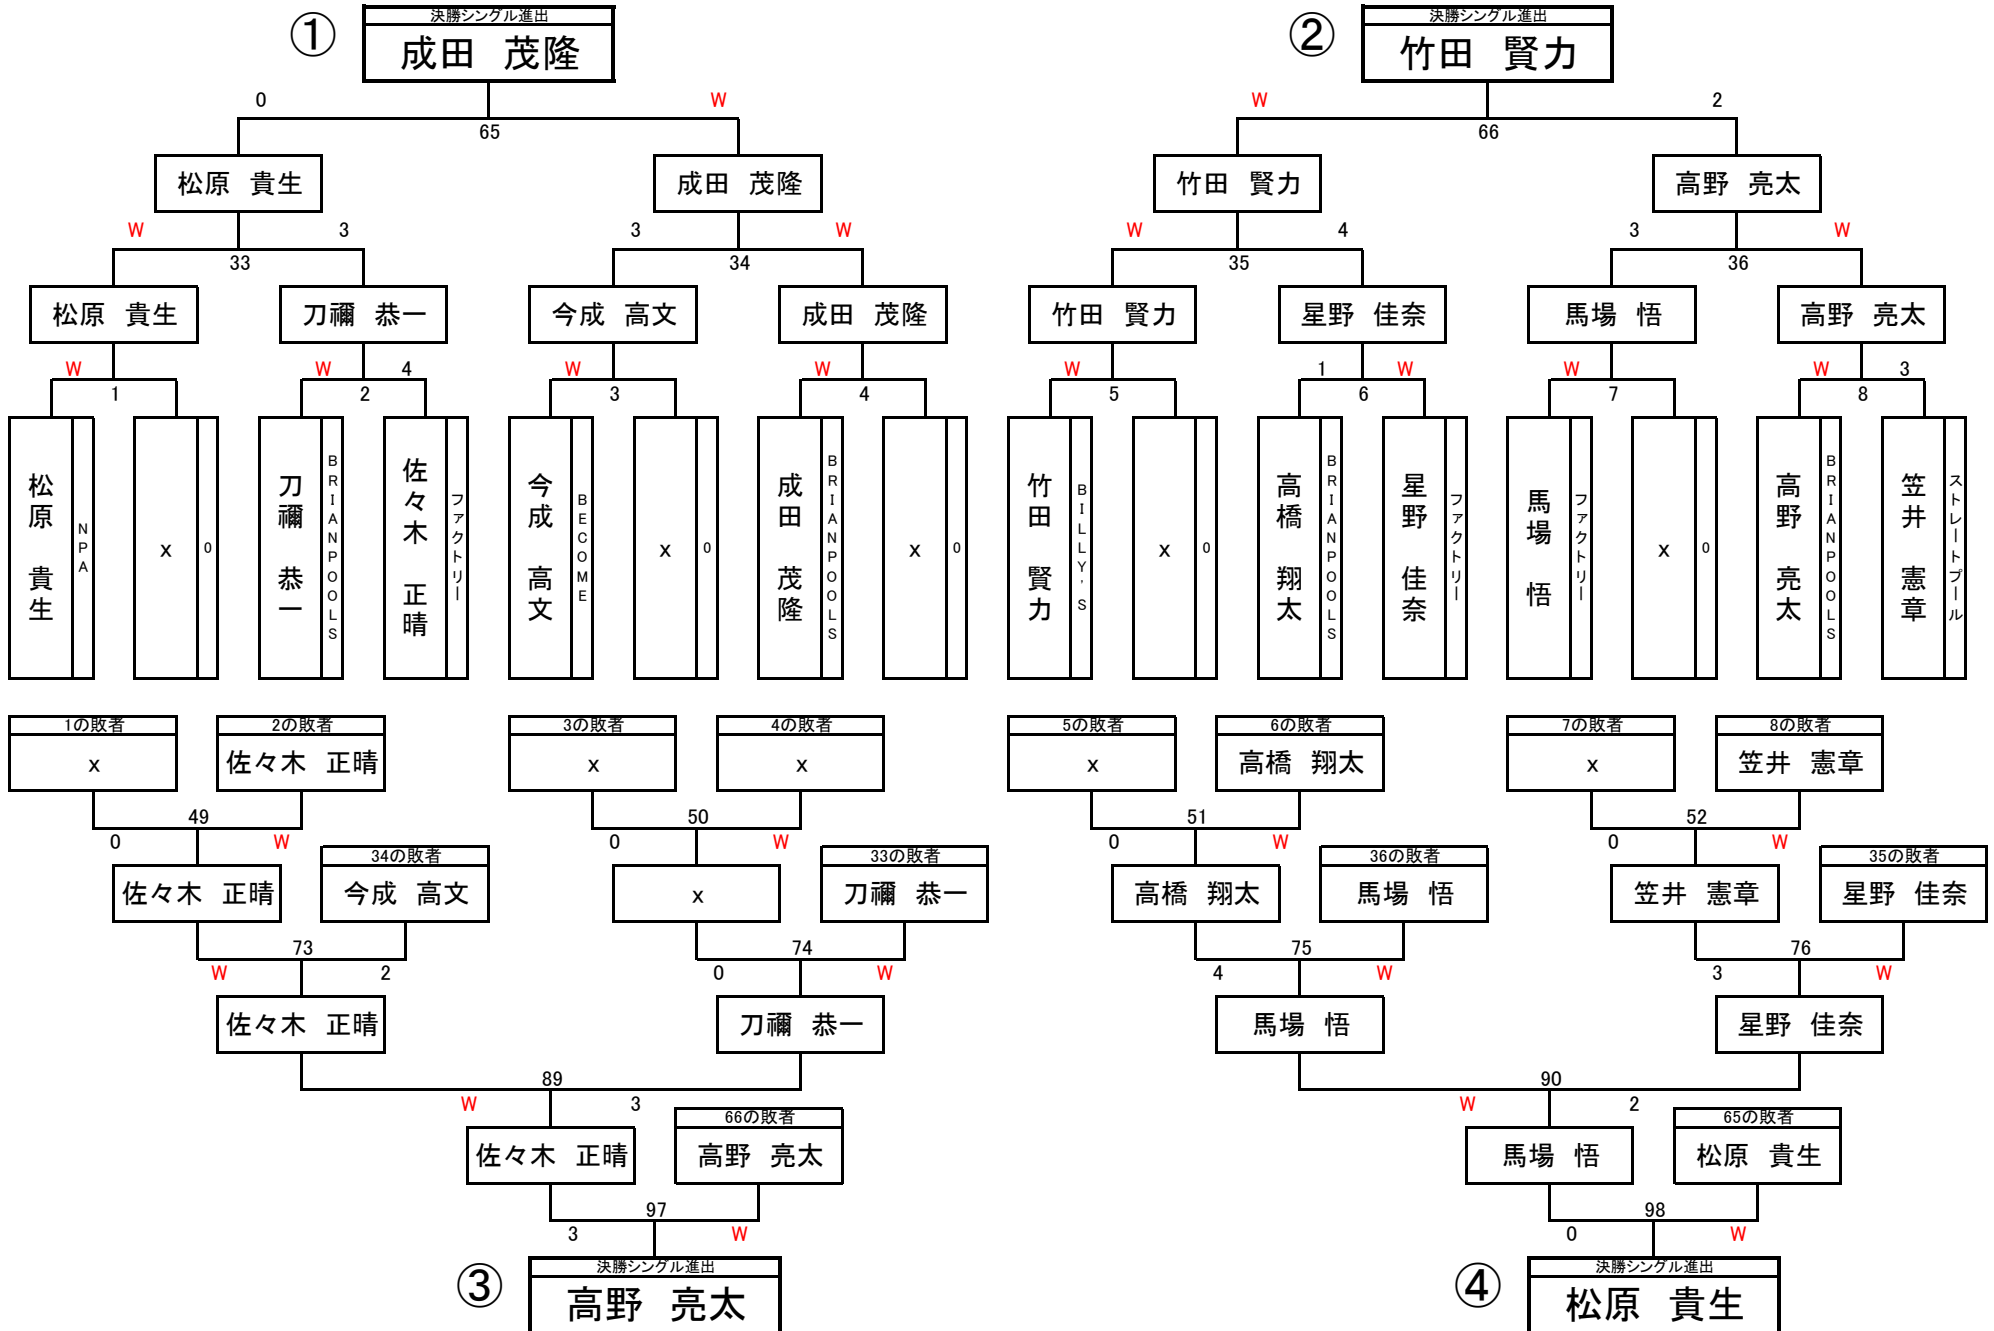 ① 決勝シングル進出 ② 決勝シングル進出
成田 茂隆 竹田 賢力
0 W W 2
65 66
松原 貴生 成田 茂隆 竹田 賢力 高野 亮太
W 3 3 W W 4 3 W
33 34 35 36
松原 貴生 刀禰 恭一 今成 高文 成田 茂隆 竹田 賢力 星野 佳奈 馬場 悟 高野 亮太
W W 4 W W W 1 W W W 3
1 2 3 4 5 6 7 8
松原 貴生 NPA
x 0
刀禰 恭一 BRIANPOOLS
佐々木 正晴 ファクトリー
今成 高文 BECOME
x 0
成田 茂隆 BRIANPOOLS
x 0
竹田 賢力 BILLY'S
x 0
高橋 翔太 BRIANPOOLS
星野 佳奈 ファクトリー
馬場 悟 ファクトリー
x 0
高野 亮太 BRIANPOOLS
笠井 憲章 ストレートプール
1の敗者 2の敗者 3の敗者 4の敗者 5の敗者 6の敗者 7の敗者 8の敗者
x 佐々木 正晴 x x x 高橋 翔太 x 笠井 憲章
49 50 51 52
0 W 0 W 0 W 0 W
34の敗者 33の敗者 36の敗者 35の敗者
佐々木 正晴 今成 高文 x 刀禰 恭一 高橋 翔太 馬場 悟 笠井 憲章 星野 佳奈
73 74 75 76
W 2 0 W 4 W 3 W
佐々木 正晴 刀禰 恭一 馬場 悟 星野 佳奈
89 90
W 3 W 2
66の敗者 65の敗者
佐々木 正晴 高野 亮太 馬場 悟 松原 貴生
97 98
3 W 0 W
③ 決勝シングル進出 ④ 決勝シングル進出
高野 亮太 松原 貴生